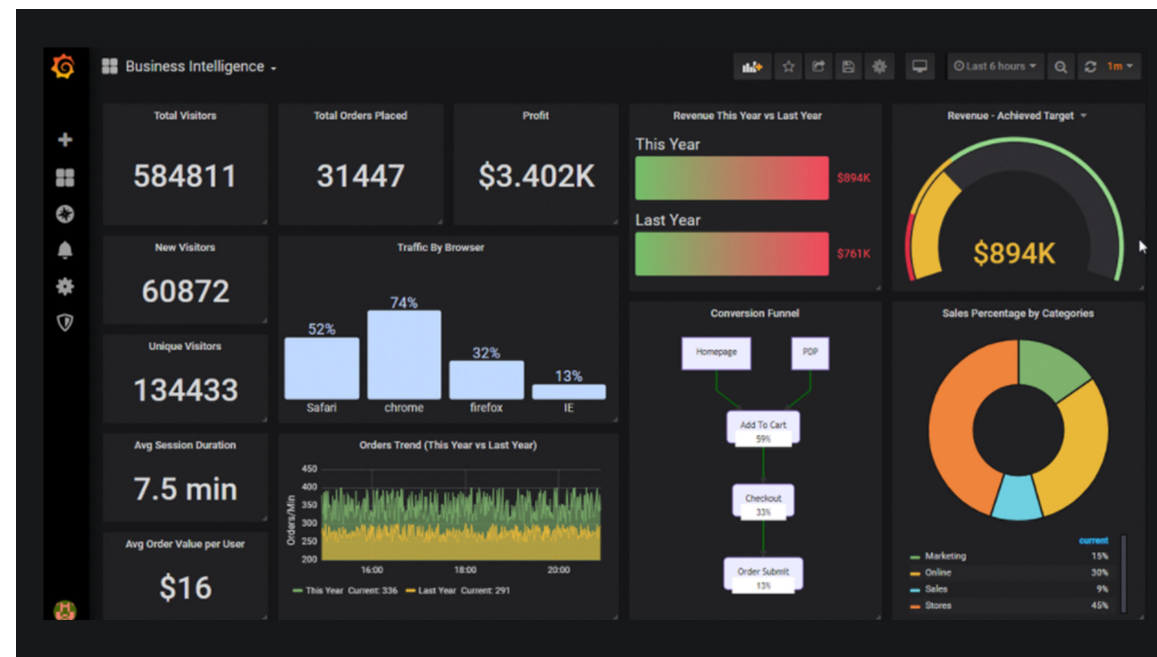 Business Intelligence
Last 6 hours
1m
Total Visitors
584811
Total Orders Placed
31447
Profit
$3.402K
Revenue This Year vs Last Year
This Year
$894K
Last Year
$761K
Revenue - Achieved Target
$894K
New Visitors
60872
Unique Visitors
134433
Avg Session Duration
7.5 min
Avg Order Value per User
$16
Traffic By Browser
52%
74%
32%
13%
Safari
chrome
firefox
IE
Orders Trend (This Year vs Last Year)
Orders/Min
450
400
350
300
250
200
16:00
18:00
20:00
This Year Current: 336
Last Year Current: 291
Conversion Funnel
Homepage
PDP
Add To Cart
59%
Checkout
33%
Order Submit
13%
Sales Percentage by Categories
current
Marketing 15%
Online 30%
Sales 9%
Stores 45%